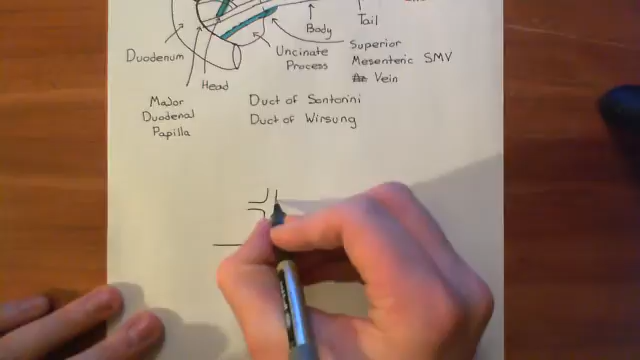 Tail
Body
Duodenum
Uncinate
Process
Superior
Mesenteric SMV
Vein
Head
Major
Duodenal
Papilla
Duct of Santorini
Duct of Wirsung